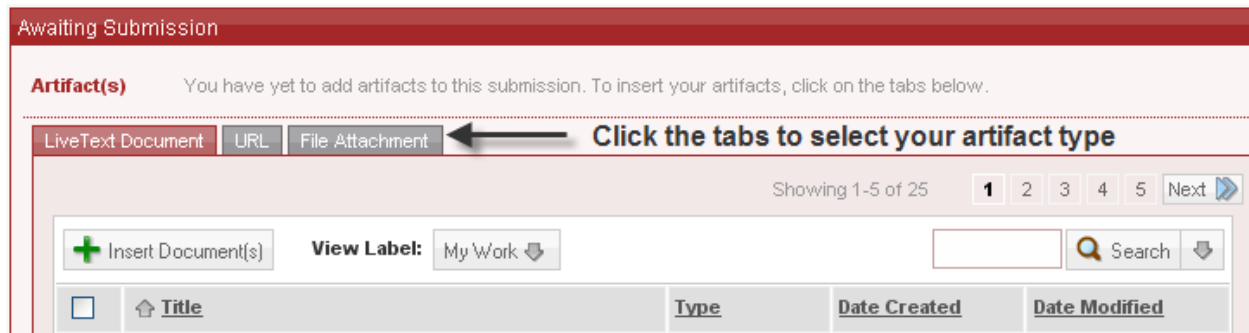 Awaiting Submission
Artifact(s) You have yet to add artifacts to this submission. To insert your artifacts, click on the tabs below.
LiveText Document URL File Attachment Click the tabs to select your artifact type
Showing 1-5 of 25 1 2 3 4 5 Next
Insert Document(s) View Label: My Work Search
Title Type Date Created Date Modified